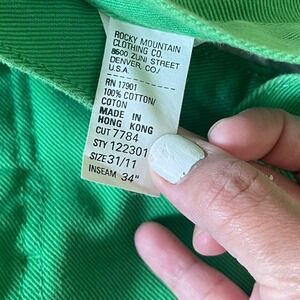 ROCKY MOUNTAIN
CLOTHING CO.
8500 ZUNI STREET
DENVER, CO./
U.S.A.
RN 17901
100% COTTON/
COTON
MADE IN
HONG KONG
CUT 7784
STY 122301
SIZE 31/11
INSEAM 34"